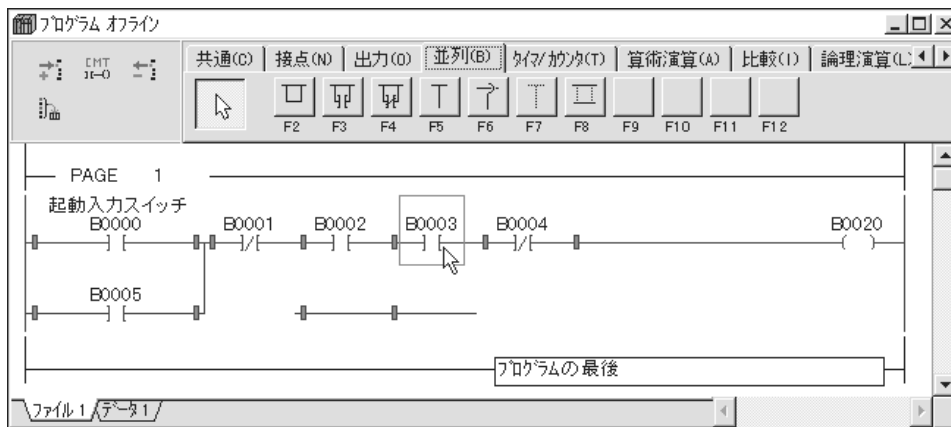 プログラム オフライン
CMT
共通(C) 接点(N) 出力(O) 並列(B) タイマ/カウンタ(T) 算術演算(A) 比較(I) 論理演算(L)
F2 F3 F4 F5 F6 F7 F8 F9 F10 F11 F12
PAGE 1
起動入力スイッチ
B0000 B0001 B0002 B0003 B0004 B0020
B0005
プログラムの最後
ファイル 1 データ 1